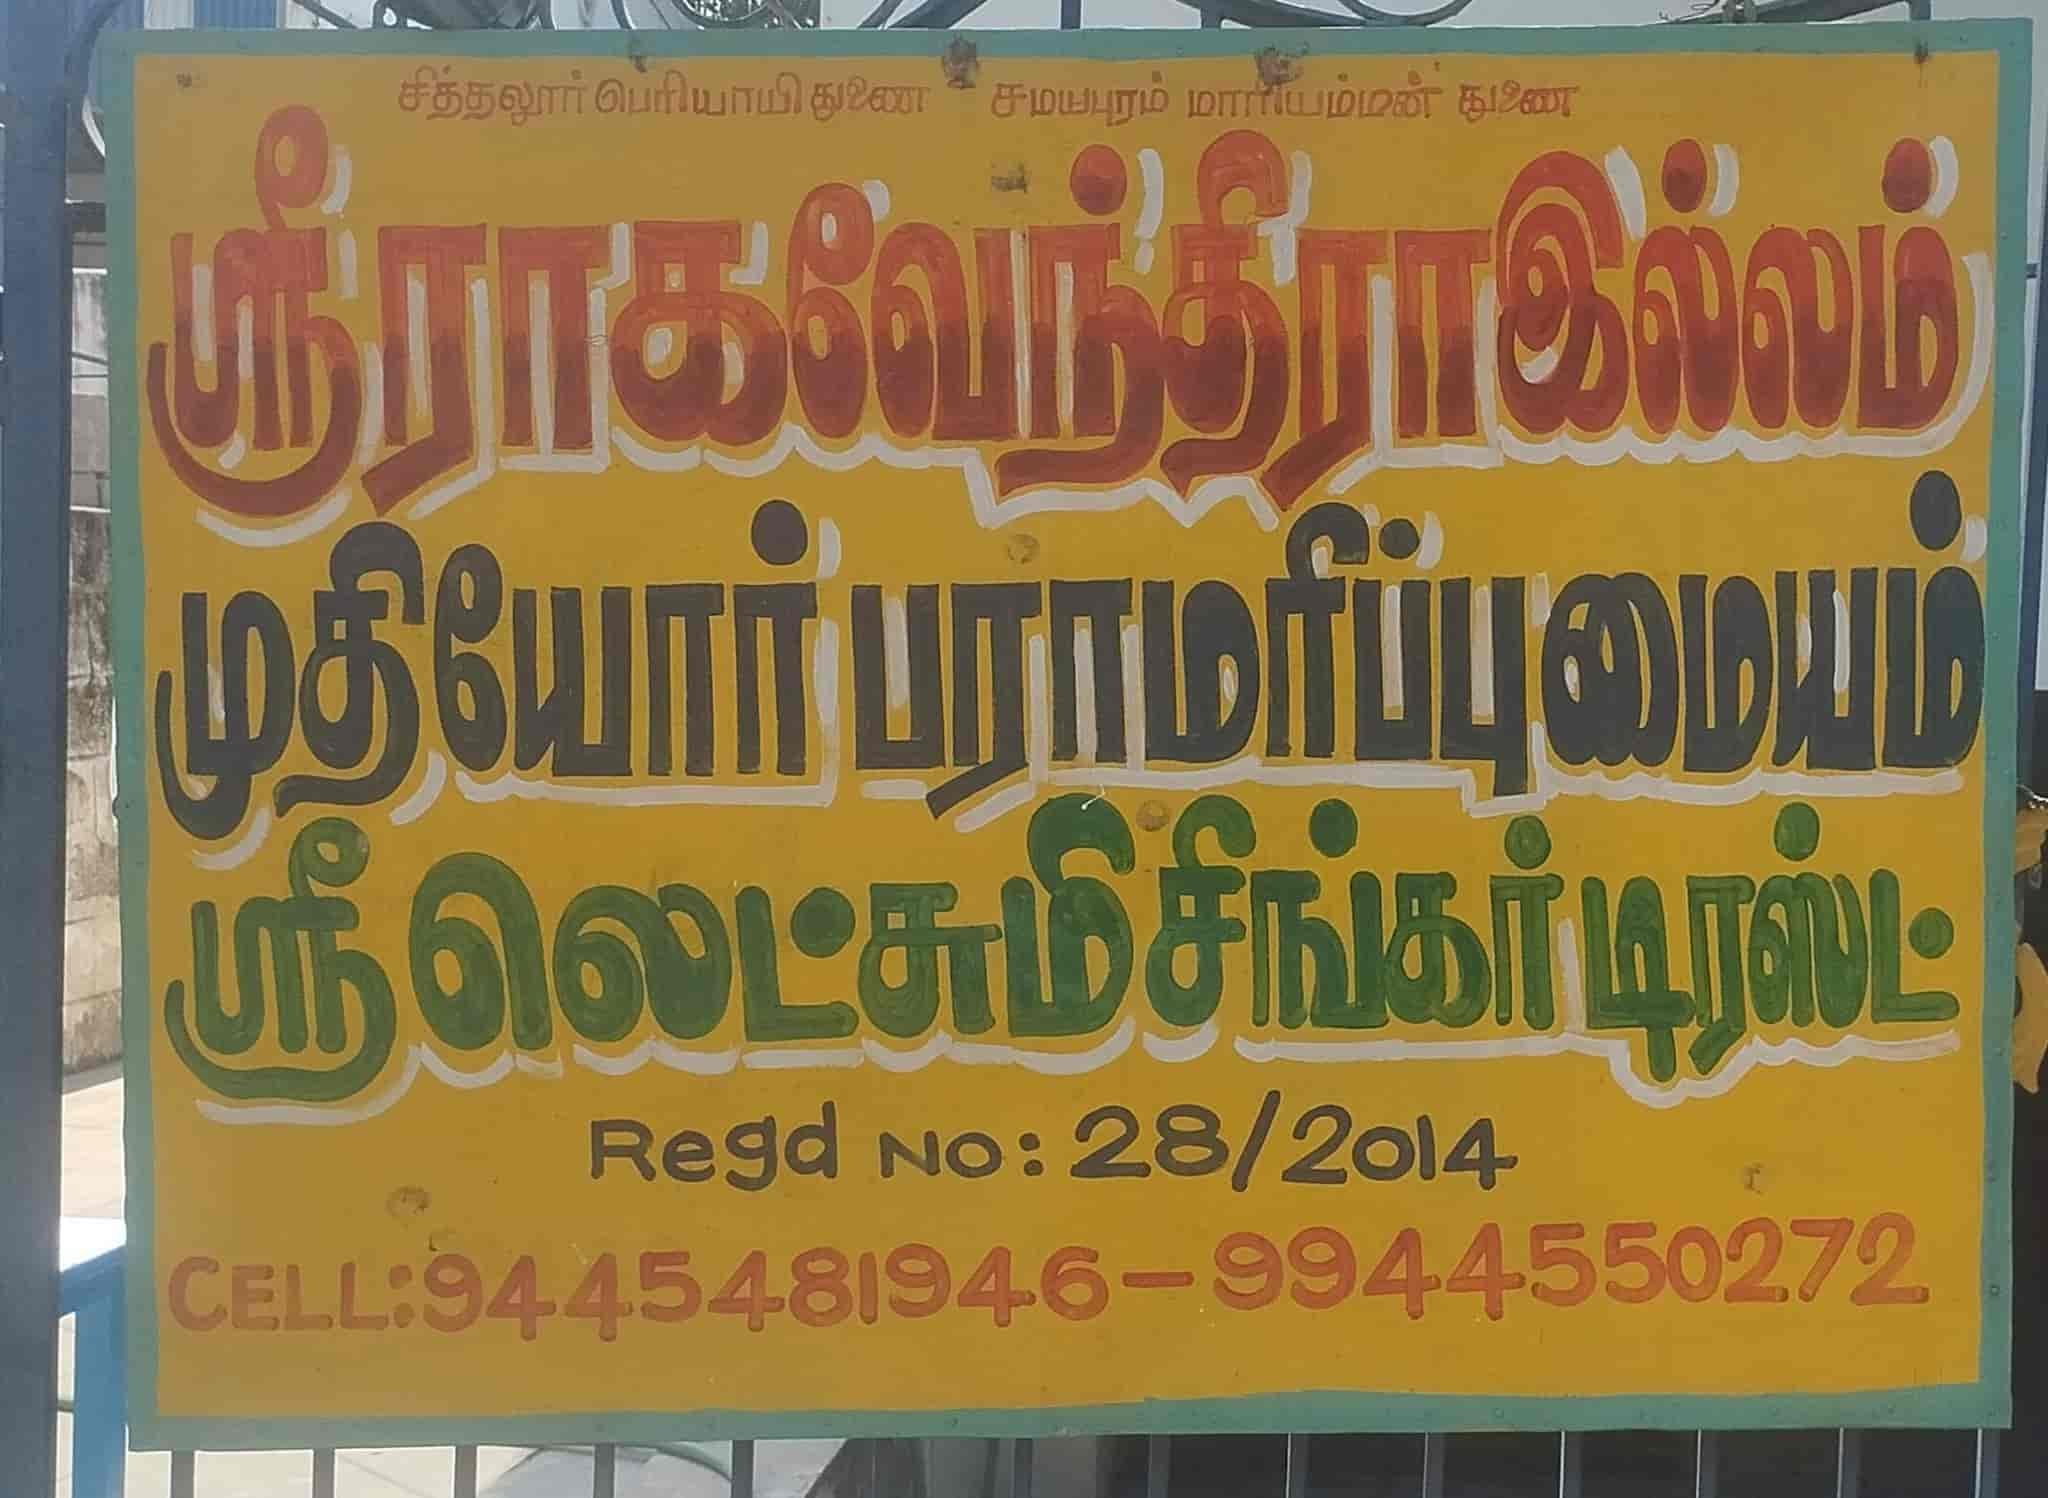 சித்தலூர் பெரியாயி துணை சமயபுரம் மாரியம்மன் துணை
ஸ்ரீ ராகவேந்திரா இல்லம்
முதியோர் பராமரிப்பு மையம்
ஸ்ரீ லெட்சுமி சிங்கர் டிரஸ்ட்
Regd No: 28/2014
CELL: 9445481946 - 9944550272